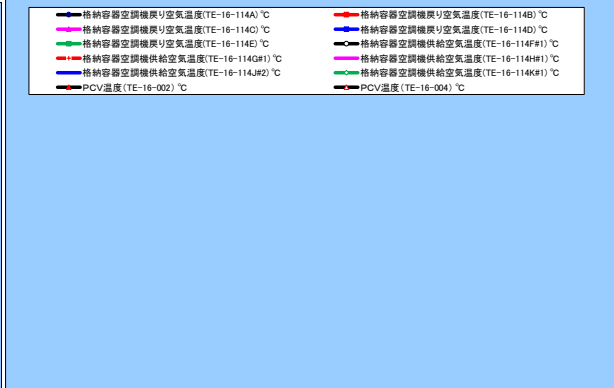 格納容器空調機戻り空気温度(TE-16-114A)℃ 格納容器空調機戻り空気温度(TE-16-114B)℃
格納容器空調機戻り空気温度(TE-16-114C)℃ 格納容器空調機戻り空気温度(TE-16-114D)℃
格納容器空調機戻り空気温度(TE-16-114E)℃ 格納容器空調機供給空気温度(TE-16-114F#1)℃
格納容器空調機供給空気温度(TE-16-114G#1)℃ 格納容器空調機供給空気温度(TE-16-114H#1)℃
格納容器空調機供給空気温度(TE-16-114J#2)℃ 格納容器空調機供給空気温度(TE-16-114K#1)℃
PCV温度(TE-16-002)℃ PCV温度(TE-16-004)℃